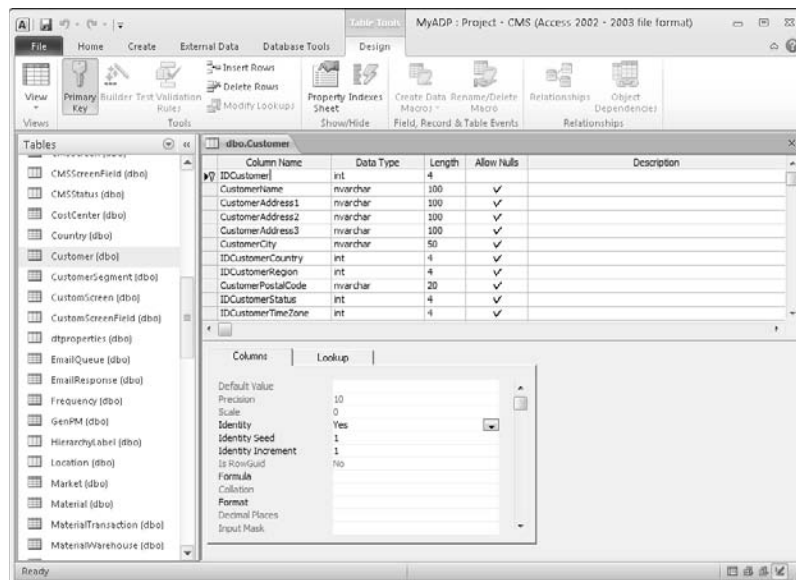 Table Tools
MyADP : Project - CMS (Access 2002 - 2003 file format)
File Home Create External Data Database Tools Design
View
Primary Key
Builder
Test Validation Rules
Insert Rows
Delete Rows
Modify Lookups
Property Sheet
Indexes
Create Data Macros
Rename/Delete Macro
Relationships
Object Dependencies
Views Tools Show/Hide Field, Record & Table Events Relationships
Tables
CMSScreenField (dbo)
CMSStatus (dbo)
CostCenter (dbo)
Country (dbo)
Customer (dbo)
CustomerSegment (dbo)
CustomScreen (dbo)
CustomScreenField (dbo)
dtproperties (dbo)
EmailQueue (dbo)
EmailResponse (dbo)
Frequency (dbo)
GenPM (dbo)
HierarchyLabel (dbo)
Location (dbo)
Market (dbo)
Material (dbo)
MaterialTransaction (dbo)
MaterialWarehouse (dbo)
dbo.Customer
Column Name Data Type Length Allow Nulls Description
IDCustomer int 4
CustomerName nvarchar 100
CustomerAddress1 nvarchar 100
CustomerAddress2 nvarchar 100
CustomerAddress3 nvarchar 100
CustomerCity nvarchar 50
IDCustomerCountry int 4
IDCustomerRegion int 4
CustomerPostalCode nvarchar 20
IDCustomerStatus int 4
IDCustomerTimeZone int 4
Columns Lookup
Default Value
Precision 10
Scale 0
Identity Yes
Identity Seed 1
Identity Increment 1
Is RowGuid No
Formula
Collation
Format
Decimal Places
Input Mask
Ready